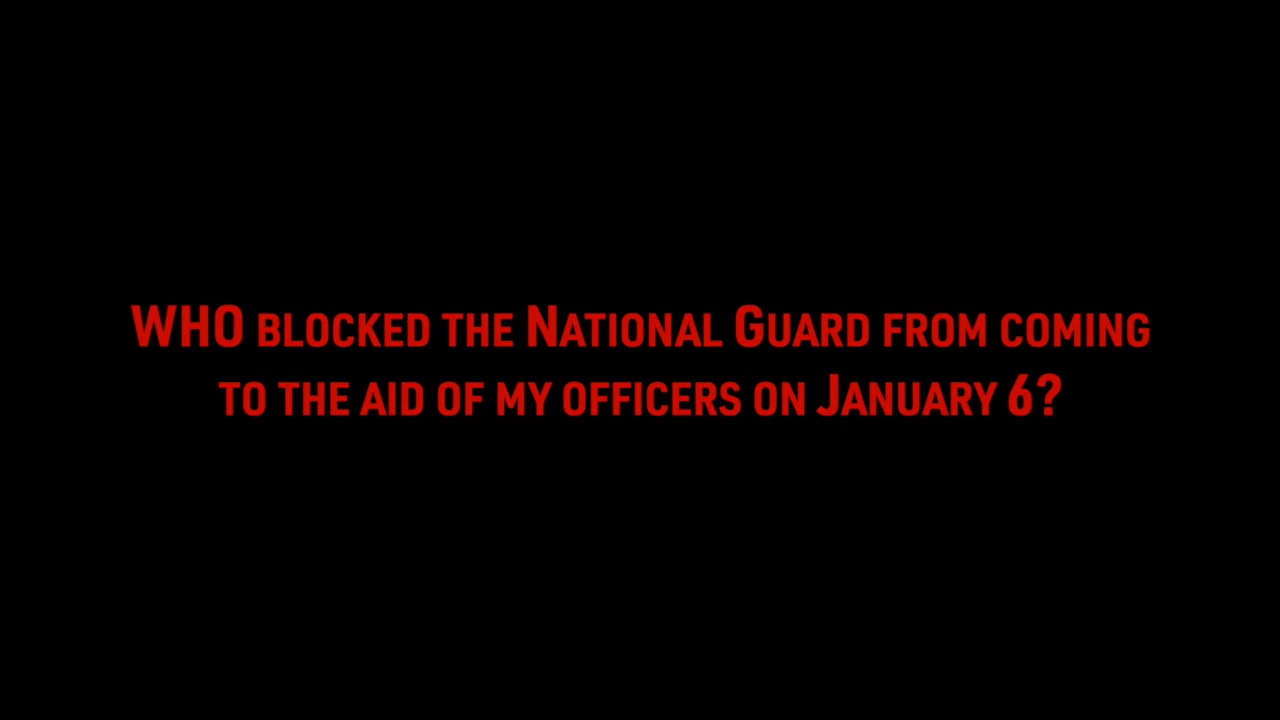 WHO BLOCKED THE NATIONAL GUARD FROM COMING
TO THE AID OF MY OFFICERS ON JANUARY 6?